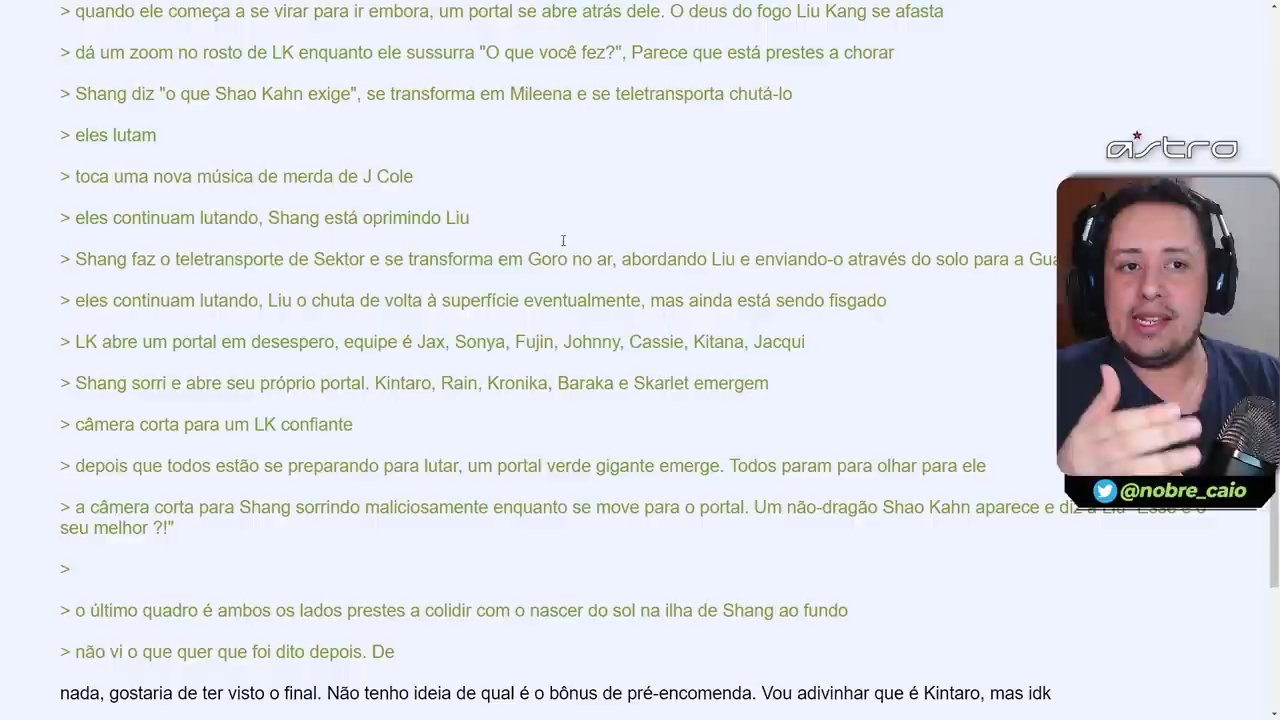 > quando ele começa a se virar para ir embora, um portal se abre atrás dele. O deus do fogo Liu Kang se afasta
> dá um zoom no rosto de LK enquanto ele sussurra "O que você fez?", Parece que está prestes a chorar
> Shang diz "o que Shao Kahn exige", se transforma em Mileena e se teletransporta chutá-lo
astro
> eles lutam
> toca uma nova música de merda de J Cole
> eles continuam lutando, Shang está oprimindo Liu
> Shang faz o teletransporte de Sektor e se transforma em Goro no ar, abordando Liu e enviando-o através do solo para a
> eles continuam lutando, Liu o chuta de volta à superfície eventualmente, mas ainda está sendo fisgado
> LK abre um portal em desespero, equipe é Jax, Sonya, Fujin, Johnny, Cassie, Kitana, Jacqui
> Shang sorri e abre seu próprio portal. Kintaro, Rain, Kronika, Baraka e Skarlet emergem
> câmera corta para um LK confiante
> depois que todos estão se preparando para lutar, um portal verde gigante emerge. Todos param para olhar para ele
@nobre_caio
> a câmera corta para Shang sorrindo maliciosamente enquanto se move para o portal. Um não-dragão Shao Kahn aparece e diz a Liu "Esse é o
seu melhor ?!"
>
> o último quadro é ambos os lados prestes a colidir com o nascer do sol na ilha de Shang ao fundo
> não vi o que quer que foi dito depois. De
nada, gostaria de ter visto o final. Não tenho ideia de qual é o bônus de pré-encomenda. Vou adivinhar que é Kintaro, mas idk